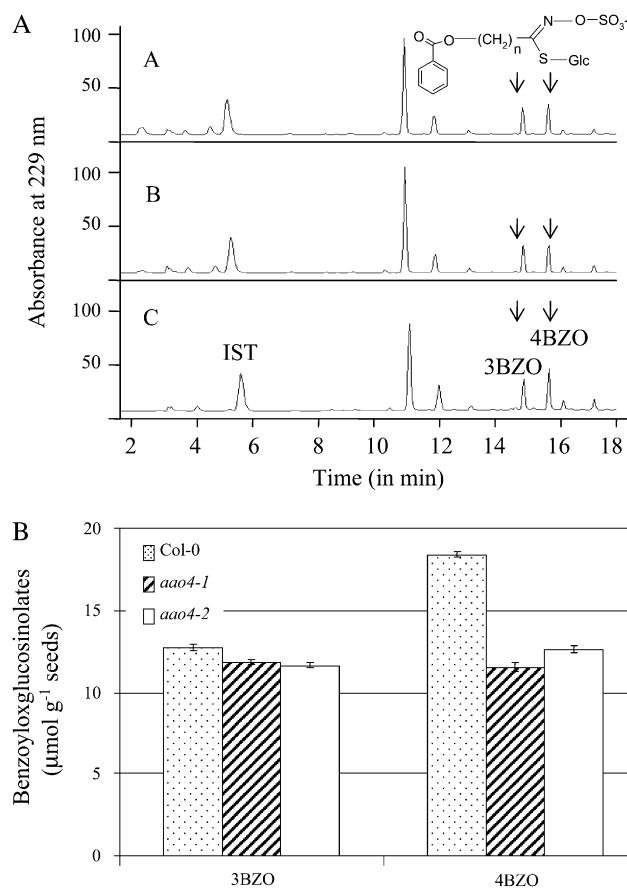 A
Absorbance at 229 nm
100
50
A
O
O
(CH₂)
n
N
O
SO₃⁻
S
Glc
100
50
B
100
50
C
IST
3BZO
4BZO
2
4
6
8
10
12
14
16
18
Time (in min)
B
Benzoyloxglucosinolates
(μmol g⁻¹ seeds)
20
15
10
5
0
Col-0
aao4-1
aao4-2
3BZO
4BZO